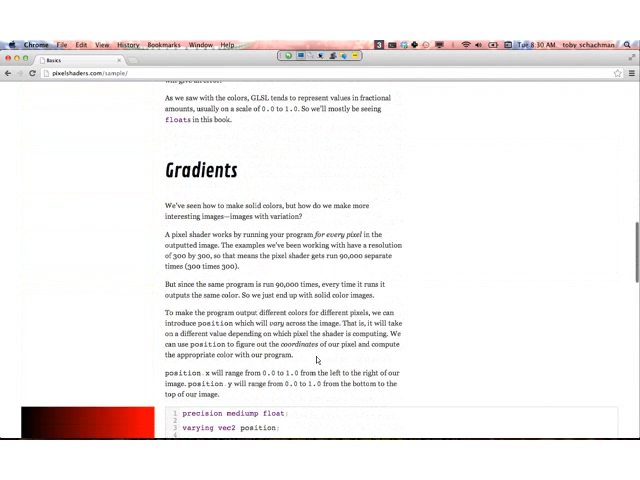 Chrome File Edit View History Bookmarks Window Help
3
Tue 8:30 AM toby schachman
Basics
pixelshaders.com/sample/
will give an error!
As we saw with the colors, GLSL tends to represent values in fractional
amounts, usually on a scale of 0.0 to 1.0. So we'll mostly be seeing
floats in this book.
Gradients
We've seen how to make solid colors, but how do we make more
interesting images—images with variation?
A pixel shader works by running your program for every pixel in the
outputted image. The examples we've been working with have a resolution
of 300 by 300, so that means the pixel shader gets run 90,000 separate
times (300 times 300).
But since the same program is run 90,000 times, every time it runs it
outputs the same color. So we just end up with solid color images.
To make the program output different colors for different pixels, we can
introduce position which will vary across the image. That is, it will take
on a different value depending on which pixel the shader is computing. We
can use position to figure out the coordinates of our pixel and compute
the appropriate color with our program.
position.x will range from 0.0 to 1.0 from the left to the right of our
image. position.y will range from 0.0 to 1.0 from the bottom to the
top of our image.
1 precision mediump float;
2
3 varying vec2 position;
4